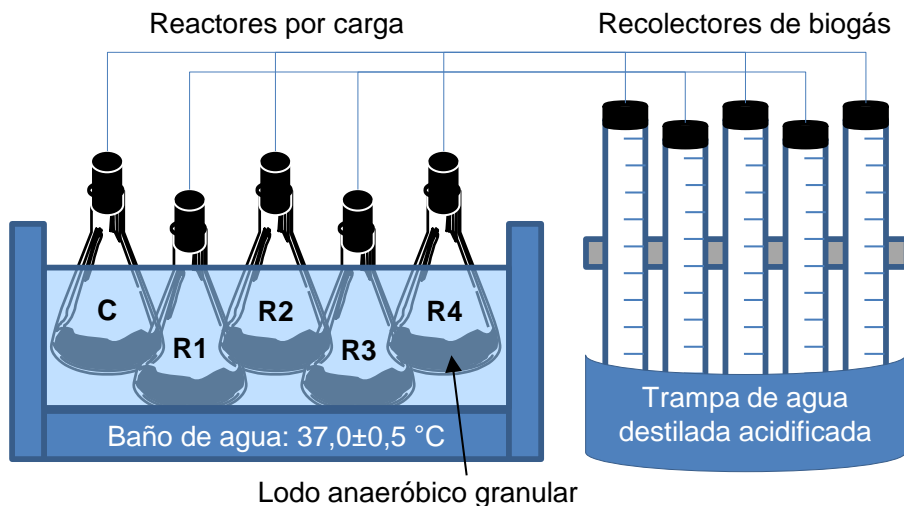 Reactores por carga
Recolectores de biogás
C
R1
R2
R3
R4
Baño de agua: 37,0±0,5 °C
Trampa de agua
destilada acidificada
Lodo anaeróbico granular